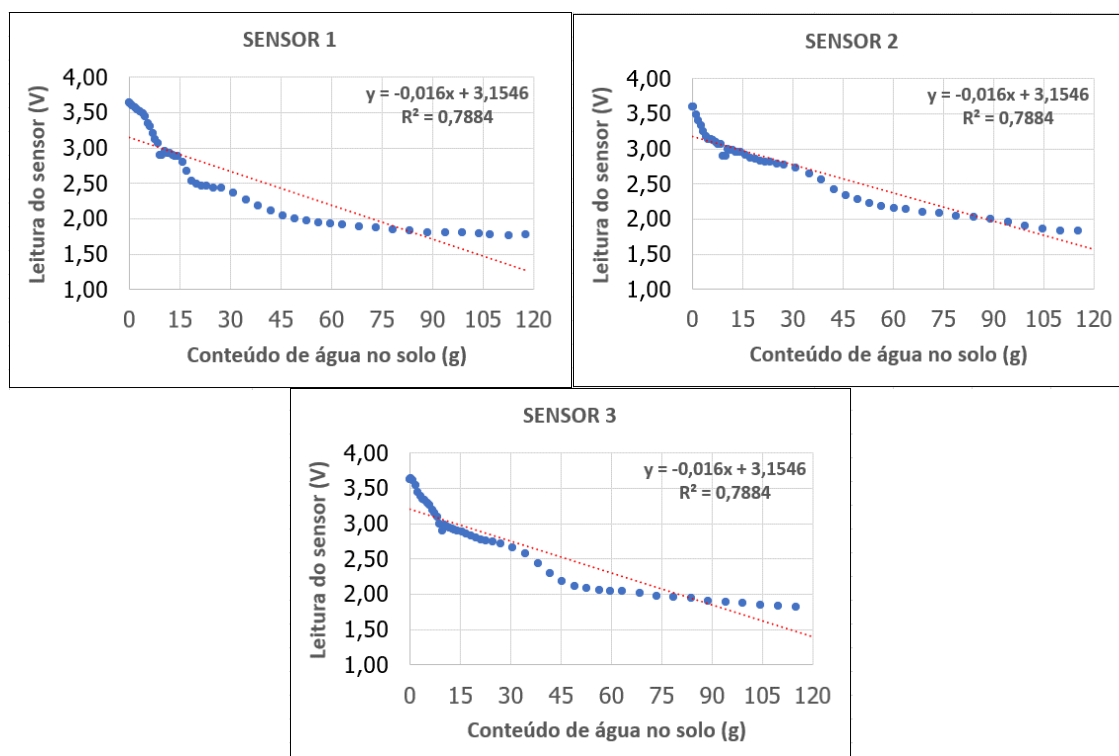 SENSOR 1
y = -0,016x + 3,1546
R² = 0,7884
Leitura do sensor (V)
4,00
3,50
3,00
2,50
2,00
1,50
1,00
0 15 30 45 60 75 90 105 120
Conteúdo de água no solo (g)
SENSOR 2
y = -0,016x + 3,1546
R² = 0,7884
Leitura do sensor (V)
4,00
3,50
3,00
2,50
2,00
1,50
1,00
0 15 30 45 60 75 90 105 120
Conteúdo de água no solo (g)
SENSOR 3
y = -0,016x + 3,1546
R² = 0,7884
Leitura do sensor (V)
4,00
3,50
3,00
2,50
2,00
1,50
1,00
0 15 30 45 60 75 90 105 120
Conteúdo de água no solo (g)